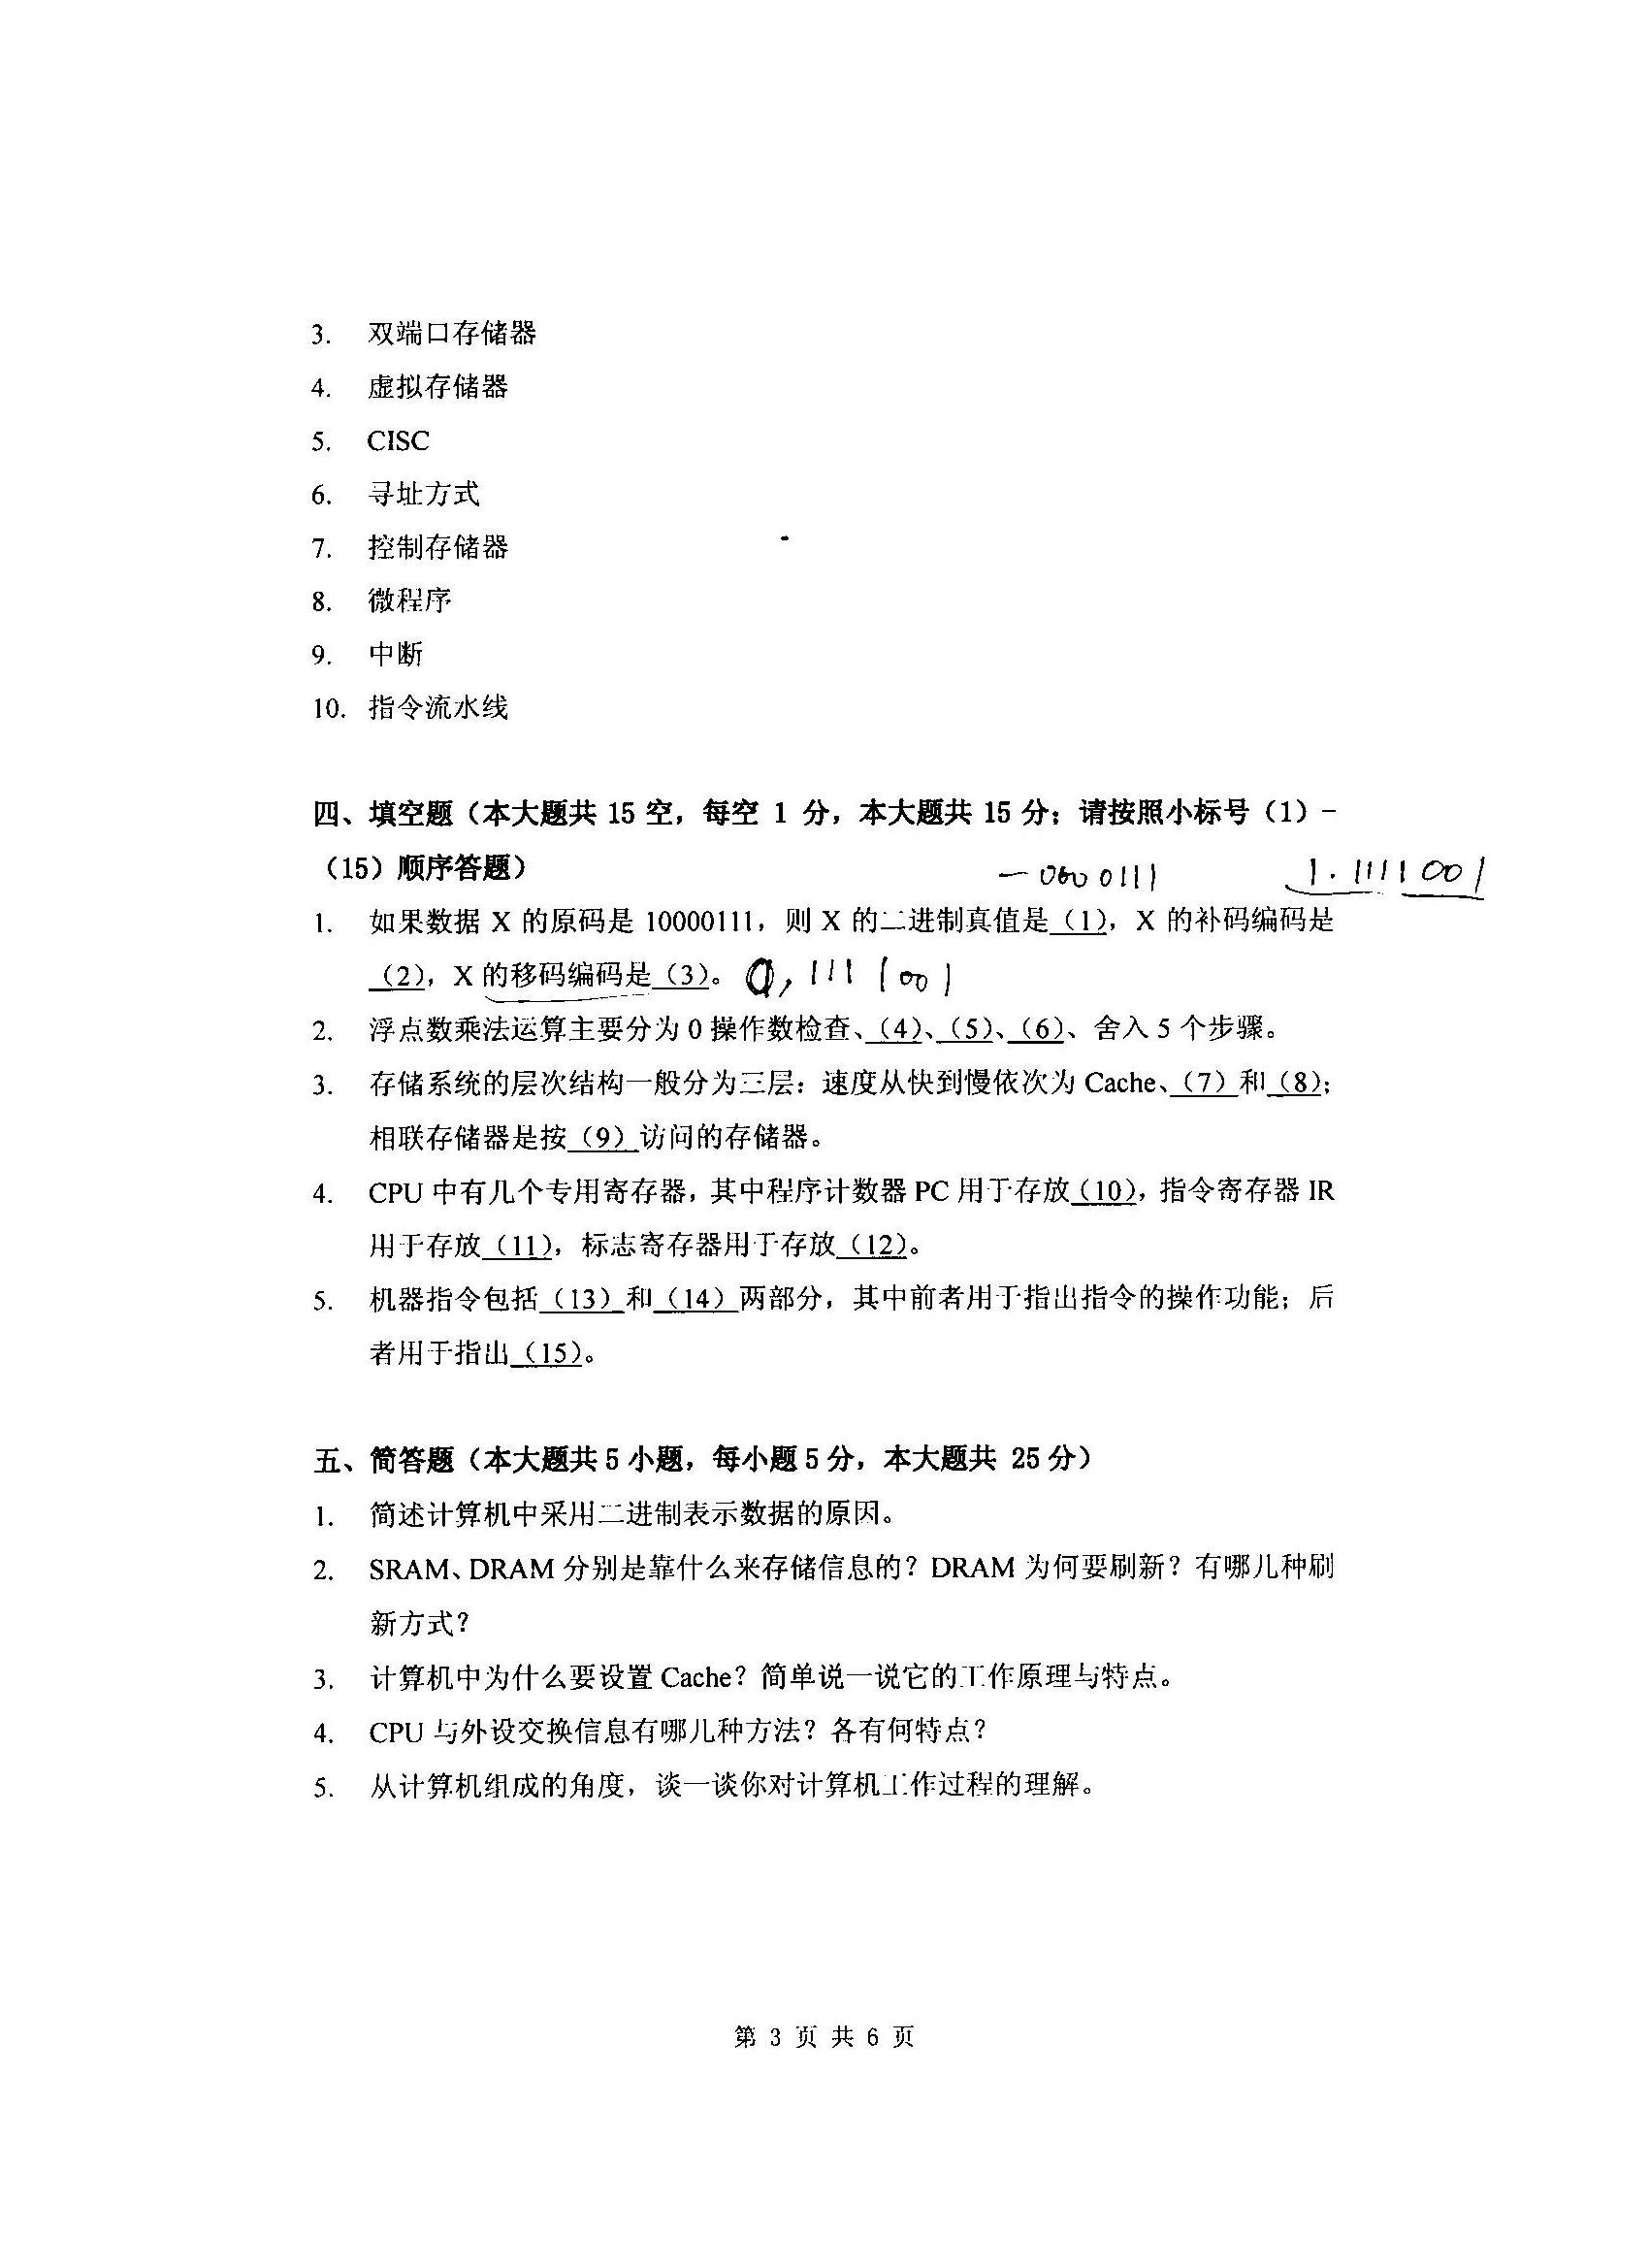 3. 双端口存储器
4. 虚拟存储器
5. CISC
6. 寻址方式
7. 控制存储器
8. 微程序
9. 中断
10. 指令流水线
四、填空题（本大题共 15 空，每空 1 分，本大题共 15 分；请按照小标号（1）-
（15）顺序答题）
－0000111 1.1111001
1. 如果数据 X 的原码是 10000111，则 X 的二进制真值是（1），X 的补码编码是
（2），X 的移码编码是（3）。 0,1111001
2. 浮点数乘法运算主要分为 0 操作数检查、（4）、（5）、（6）、舍入 5 个步骤。
3. 存储系统的层次结构一般分为三层：速度从快到慢依次为 Cache、（7）和（8）；
相联存储器是按（9）访问的存储器。
4. CPU 中有几个专用寄存器，其中程序计数器 PC 用于存放（10），指令寄存器 IR
用于存放（11），标志寄存器用于存放（12）。
5. 机器指令包括（13）和（14）两部分，其中前者用于指出指令的操作功能；后
者用于指出（15）。
五、简答题（本大题共 5 小题，每小题 5 分，本大题共 25 分）
1. 简述计算机中采用二进制表示数据的原因。
2. SRAM、DRAM 分别是靠什么来存储信息的？DRAM 为何要刷新？有哪几种刷
新方式？
3. 计算机中为什么要设置 Cache？简单说一说它的工作原理与特点。
4. CPU 与外设交换信息有哪几种方法？各有何特点？
5. 从计算机组成的角度，谈一谈你对计算机工作过程的理解。
第 3 页 共 6 页